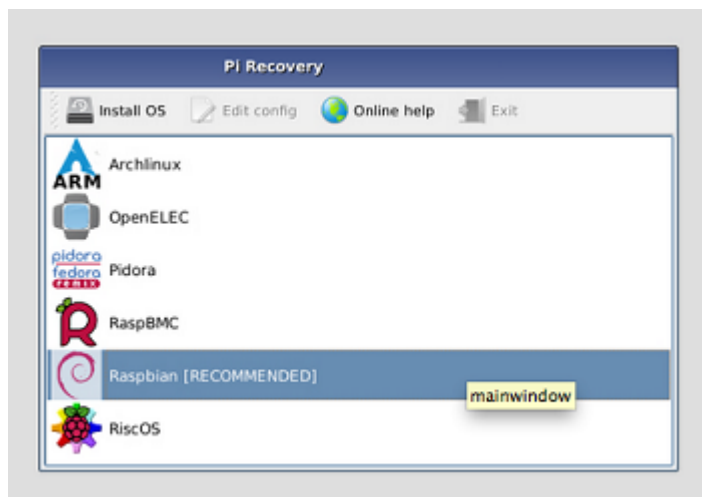 Pi Recovery
Install OS Edit config Online help Exit
ARM
Archlinux
OpenELEC
pidora
fedora
remix
Pidora
RaspBMC
Raspbian [RECOMMENDED]
mainwindow
RiscOS